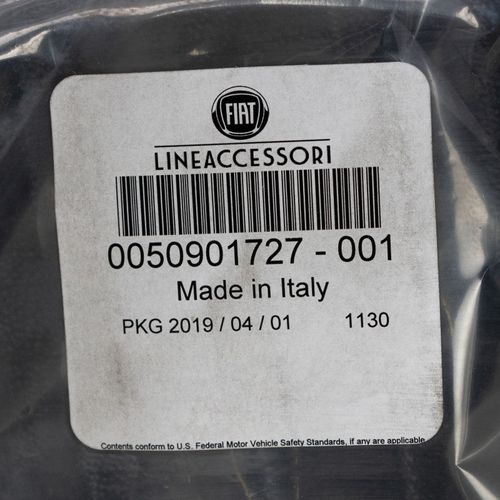 FIAT
LINEACCESSORI
0050901727 - 001
Made in Italy
PKG 2019 / 04 / 01 1130
Contents conform to U.S. Federal Motor Vehicle Safety Standards, if any are applicable